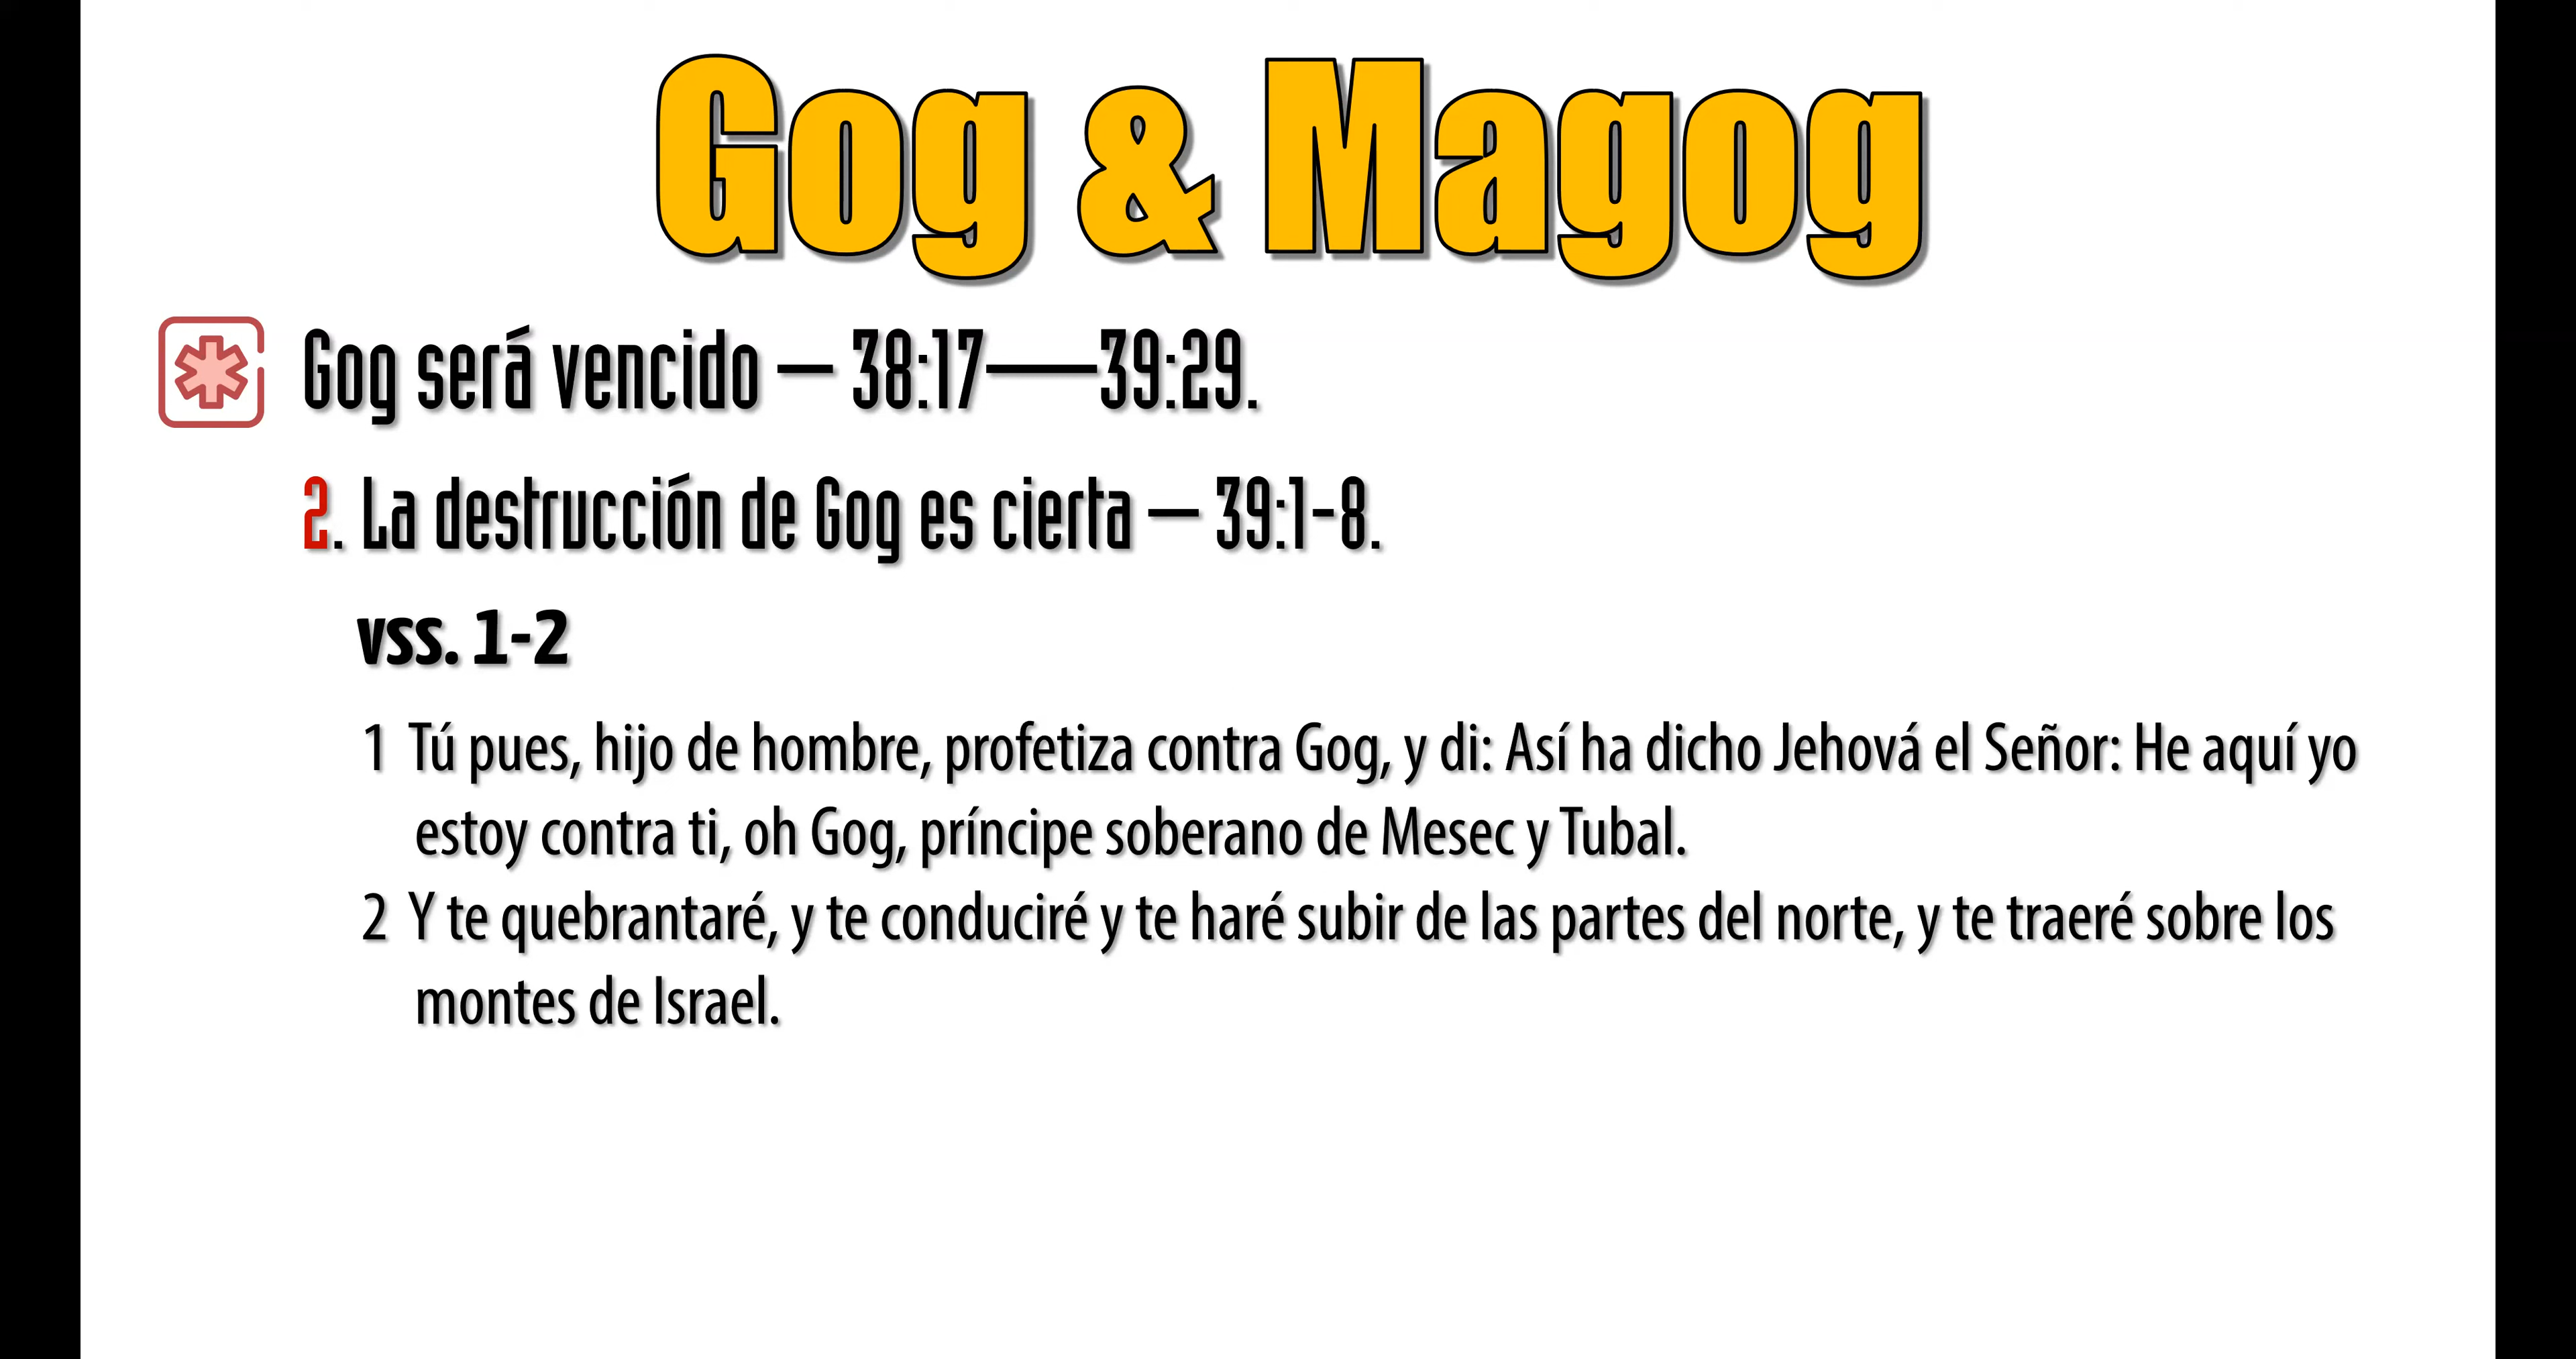 Gog & Magog
Gog será vencido — 38:17——39:29.
2. La destrucción de Gog es cierta — 39:1-8.
vss. 1-2
1 Tú pues, hijo de hombre, profetiza contra Gog, y di: Así ha dicho Jehová el Señor: He aquí yo
estoy contra ti, oh Gog, príncipe soberano de Mesec y Tubal.
2 Y te quebrantaré, y te conduciré y te haré subir de las partes del norte, y te traeré sobre los
montes de Israel.